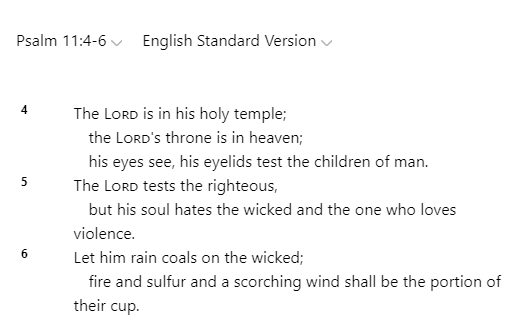 Psalm 11:4-6 English Standard Version
4 The LORD is in his holy temple;
the LORD's throne is in heaven;
his eyes see, his eyelids test the children of man.
5 The LORD tests the righteous,
but his soul hates the wicked and the one who loves
violence.
6 Let him rain coals on the wicked;
fire and sulfur and a scorching wind shall be the portion of
their cup.